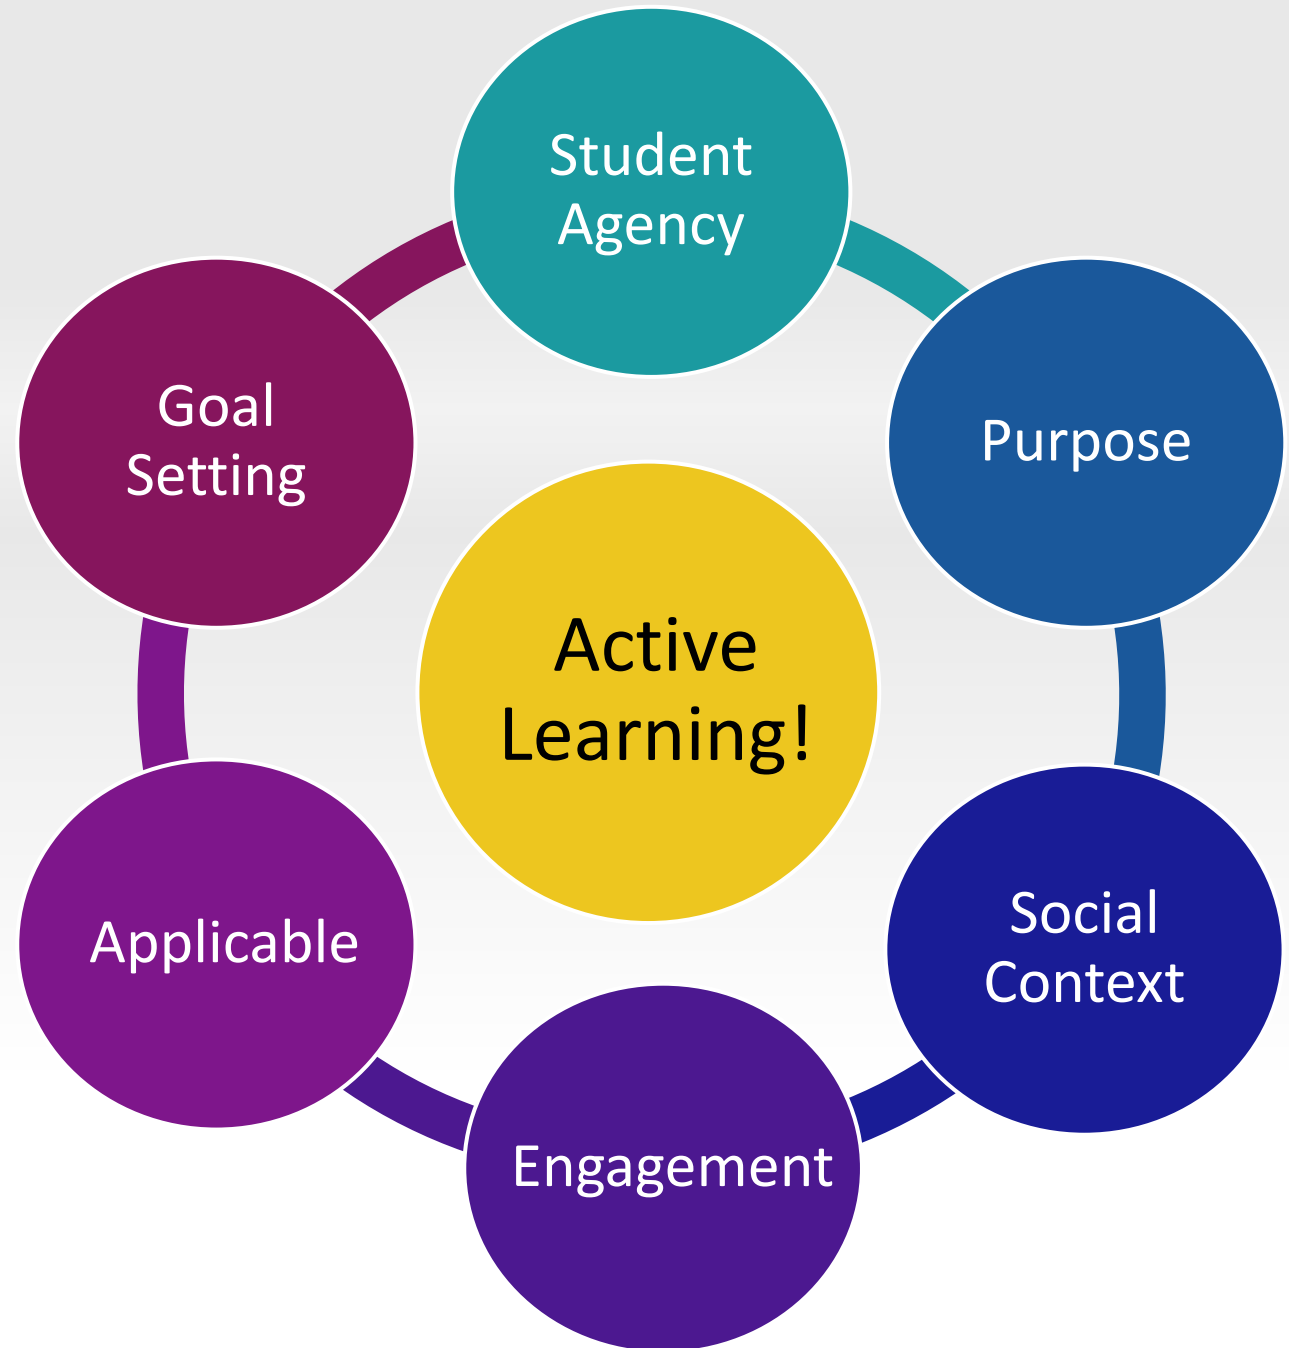 Student
Agency
Purpose
Social
Context
Engagement
Applicable
Goal
Setting
Active
Learning!